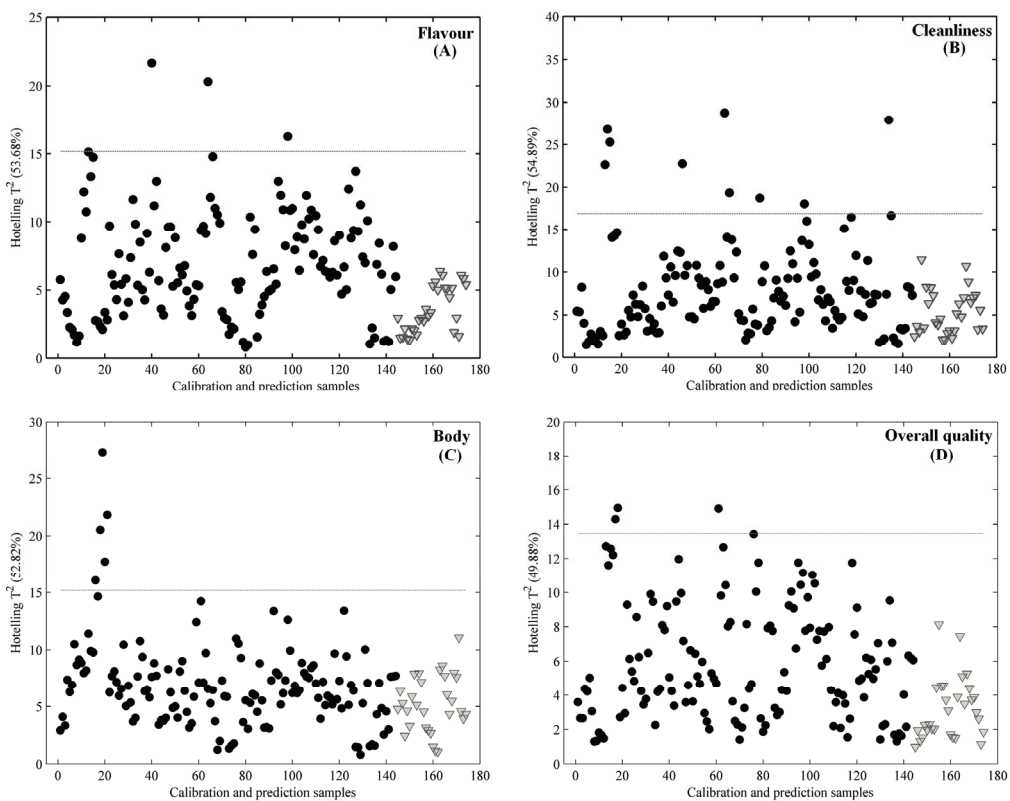 25
20
15
10
5
0
Hotelling T² (53.68%)
Flavour
(A)
0 20 40 60 80 100 120 140 160 180
Calibration and prediction samples
40
35
30
25
20
15
10
5
0
Hotelling T² (54.89%)
Cleanliness
(B)
0 20 40 60 80 100 120 140 160 180
Calibration and prediction samples
30
25
20
15
10
5
0
Hotelling T² (52.82%)
Body
(C)
0 20 40 60 80 100 120 140 160 180
Calibration and prediction samples
20
18
16
14
12
10
8
6
4
2
0
Hotelling T² (49.88%)
Overall quality
(D)
0 20 40 60 80 100 120 140 160 180
Calibration and prediction samples